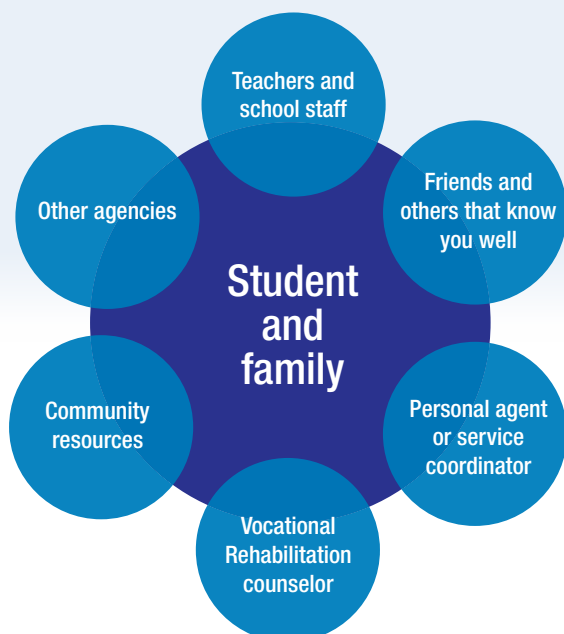 Teachers and
school staff
Other agencies
Friends and
others that know
you well
Student
and
family
Community
resources
Personal agent
or service
coordinator
Vocational
Rehabilitation
counselor